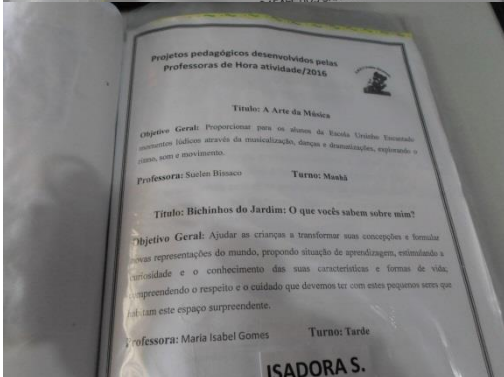 Projetos pedagógicos desenvolvidos pelas
Professoras de Hora atividade/2016
Título: A Arte da Música
Objetivo Geral: Proporcionar para os alunos da Escola Ursinho Encantado
momentos lúdicos através da musicalização, danças e dramatizações, explorando o
corpo, som e movimento.
Professora: Suelen Bissaco Turno: Manhã
Título: Bichinhos do Jardim: O que vocês sabem sobre mim?
Objetivo Geral: Ajudar as crianças a transformar suas concepções e formular
novas representações do mundo, propondo situação de aprendizagem, estimulando a
curiosidade e o conhecimento das suas características e formas de vida,
compreendendo o respeito e o cuidado que devemos ter com estes pequenos seres que
habitam este espaço surpreendente.
Professora: Maria Isabel Gomes Turno: Tarde
ISADORA S.